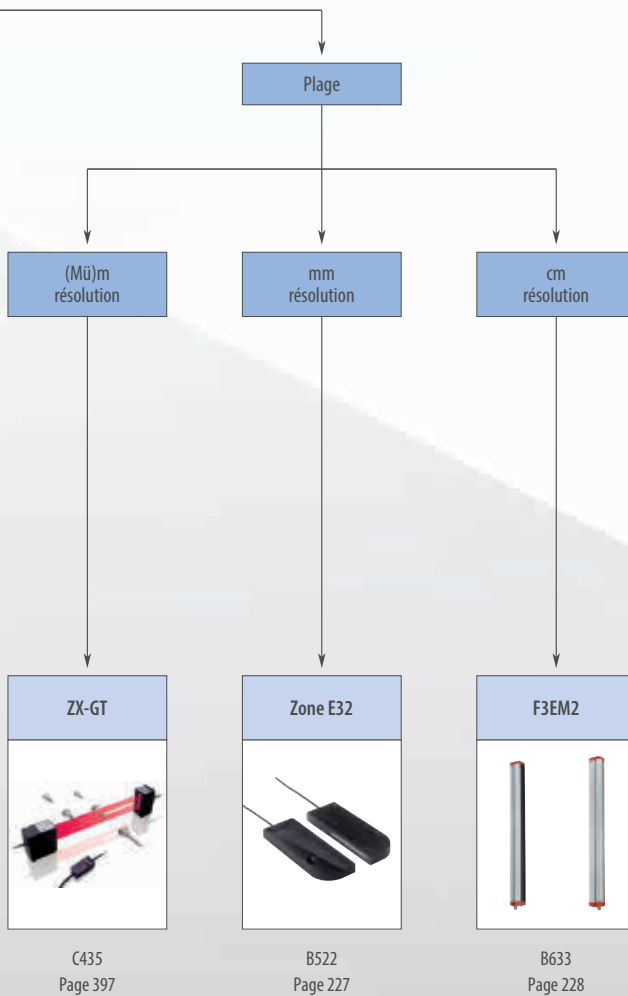 Plage
(Mü)m
résolution
mm
résolution
cm
résolution
ZX-GT
Zone E32
F3EM2
C435
Page 397
B522
Page 227
B633
Page 228